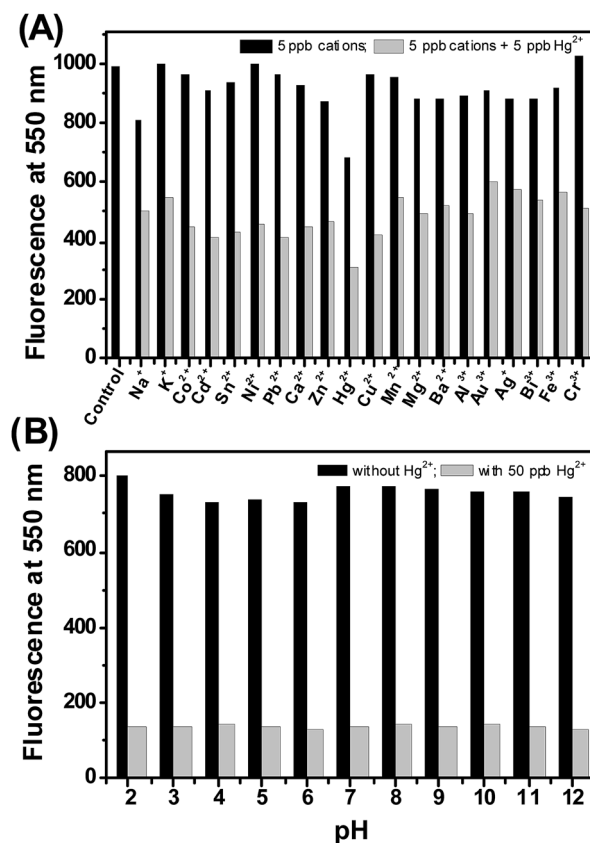 (A)
5 ppb cations; 5 ppb cations + 5 ppb Hg²⁺
1000
800
600
400
200
0
Fluorescence at 550 nm
Control Na⁺ K⁺ Co²⁺ Cd²⁺ Sn²⁺ Ni²⁺ Pb²⁺ Ca²⁺ Zn²⁺ Hg²⁺ Cu²⁺ Mn²⁺ Mg²⁺ Ba²⁺ Al³⁺ Au³⁺ Ag⁺ Bi³⁺ Fe³⁺ Cr³⁺
(B)
without Hg²⁺; with 50 ppb Hg²⁺
800
600
400
200
0
Fluorescence at 550 nm
2 3 4 5 6 7 8 9 10 11 12
pH